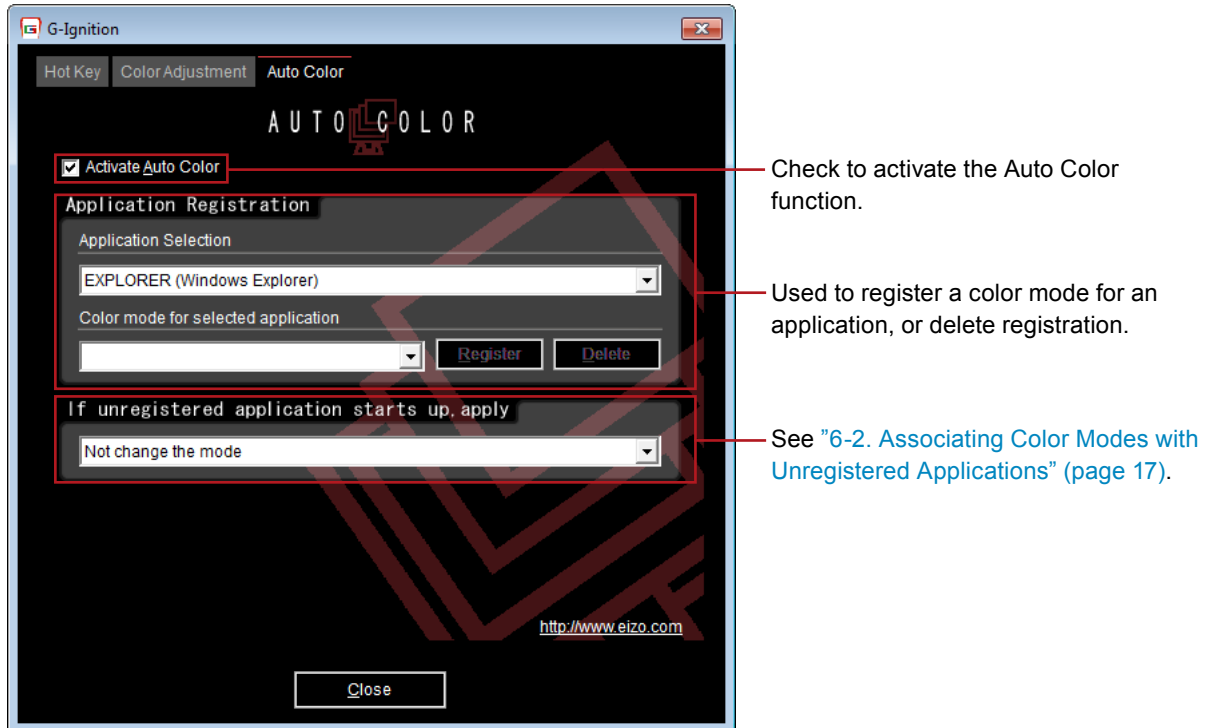 G-Ignition
Hot Key Color Adjustment Auto Color
AUTO COLOR
Activate Auto Color
Check to activate the Auto Color
function.
Application Registration
Application Selection
EXPLORER (Windows Explorer)
Color mode for selected application
Register Delete
Used to register a color mode for an
application, or delete registration.
If unregistered application starts up, apply
Not change the mode
See ”6-2. Associating Color Modes with
Unregistered Applications” (page 17).
http://www.eizo.com
Close